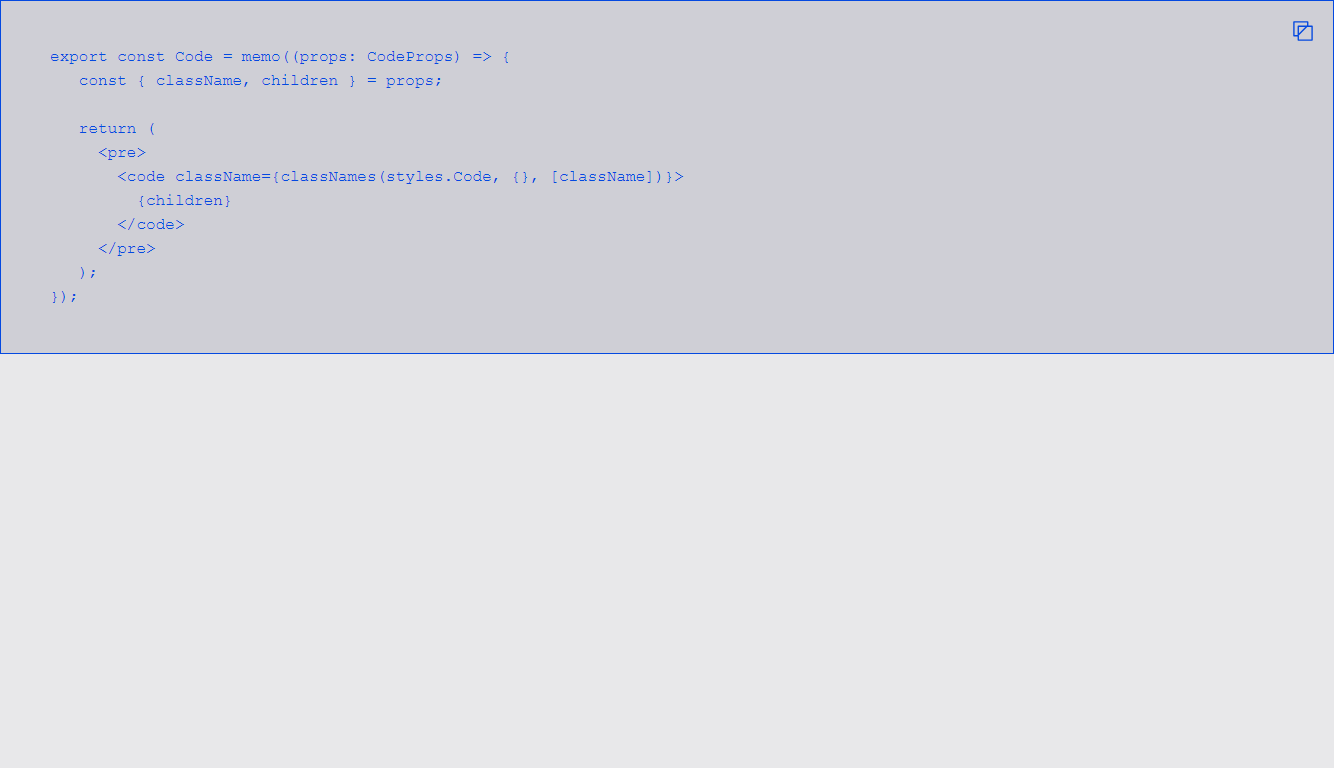 export const Code = memo((props: CodeProps) => {
   const { className, children } = props;

   return (
     <pre>
       <code className={classNames(styles.Code, {}, [className])}>
         {children}
       </code>
     </pre>
   );
});